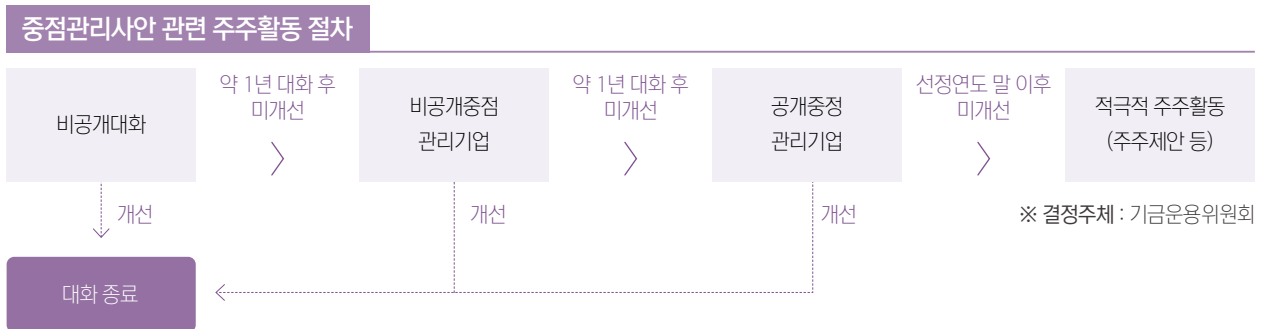 중점관리사안 관련 주주활동 절차
비공개대화
약 1년 대화 후
미개선
비공개중점
관리기업
약 1년 대화 후
미개선
공개중정
관리기업
선정연도 말 이후
미개선
적극적 주주활동
(주주제안 등)
개선
개선
개선
※ 결정주체 : 기금운용위원회
대화 종료